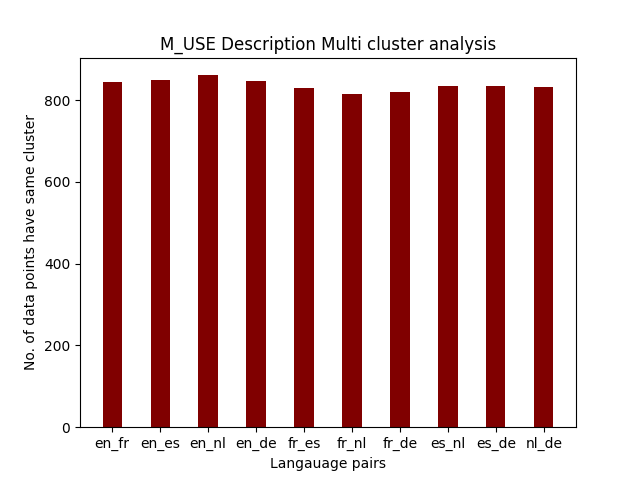 M_USE Description Multi cluster analysis
No. of data points have same cluster
800
600
400
200
0
en_fr en_es en_nl en_de fr_es fr_nl fr_de es_nl es_de nl_de
Langauage pairs